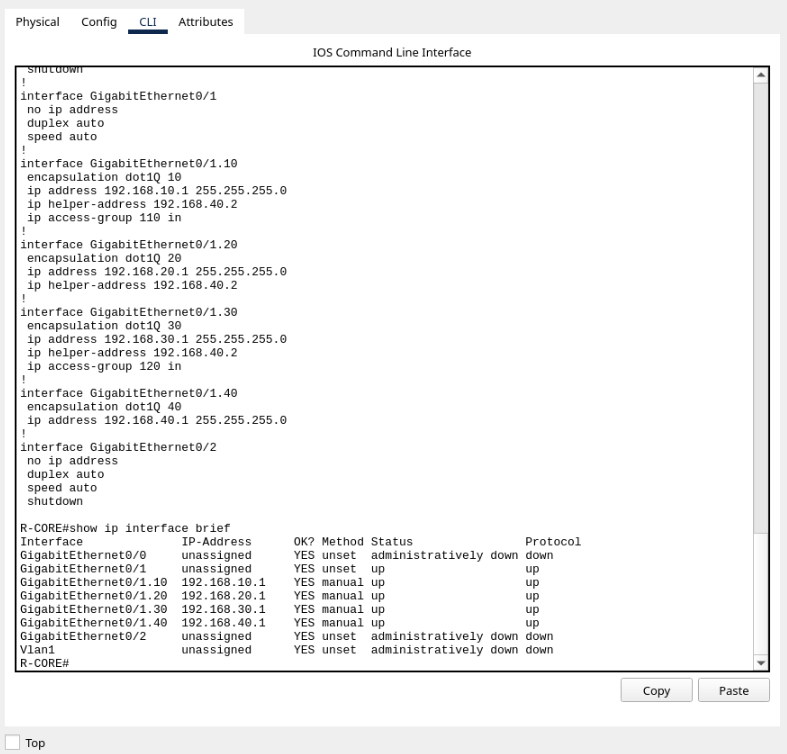 Physical Config CLI Attributes
IOS Command Line Interface
 shutdown
!
interface GigabitEthernet0/1
 no ip address
 duplex auto
 speed auto
!
interface GigabitEthernet0/1.10
 encapsulation dot1Q 10
 ip address 192.168.10.1 255.255.255.0
 ip helper-address 192.168.40.2
 ip access-group 110 in
!
interface GigabitEthernet0/1.20
 encapsulation dot1Q 20
 ip address 192.168.20.1 255.255.255.0
 ip helper-address 192.168.40.2
!
interface GigabitEthernet0/1.30
 encapsulation dot1Q 30
 ip address 192.168.30.1 255.255.255.0
 ip helper-address 192.168.40.2
 ip access-group 120 in
!
interface GigabitEthernet0/1.40
 encapsulation dot1Q 40
 ip address 192.168.40.1 255.255.255.0
!
interface GigabitEthernet0/2
 no ip address
 duplex auto
 speed auto
 shutdown
R-CORE#show ip interface brief
Interface              IP-Address      OK? Method Status                Protocol
GigabitEthernet0/0     unassigned      YES unset  administratively down down
GigabitEthernet0/1     unassigned      YES unset  up                    up
GigabitEthernet0/1.10  192.168.10.1    YES manual up                    up
GigabitEthernet0/1.20  192.168.20.1    YES manual up                    up
GigabitEthernet0/1.30  192.168.30.1    YES manual up                    up
GigabitEthernet0/1.40  192.168.40.1    YES manual up                    up
GigabitEthernet0/2     unassigned      YES unset  administratively down down
Vlan1                  unassigned      YES unset  administratively down down
R-CORE#
Copy Paste
Top